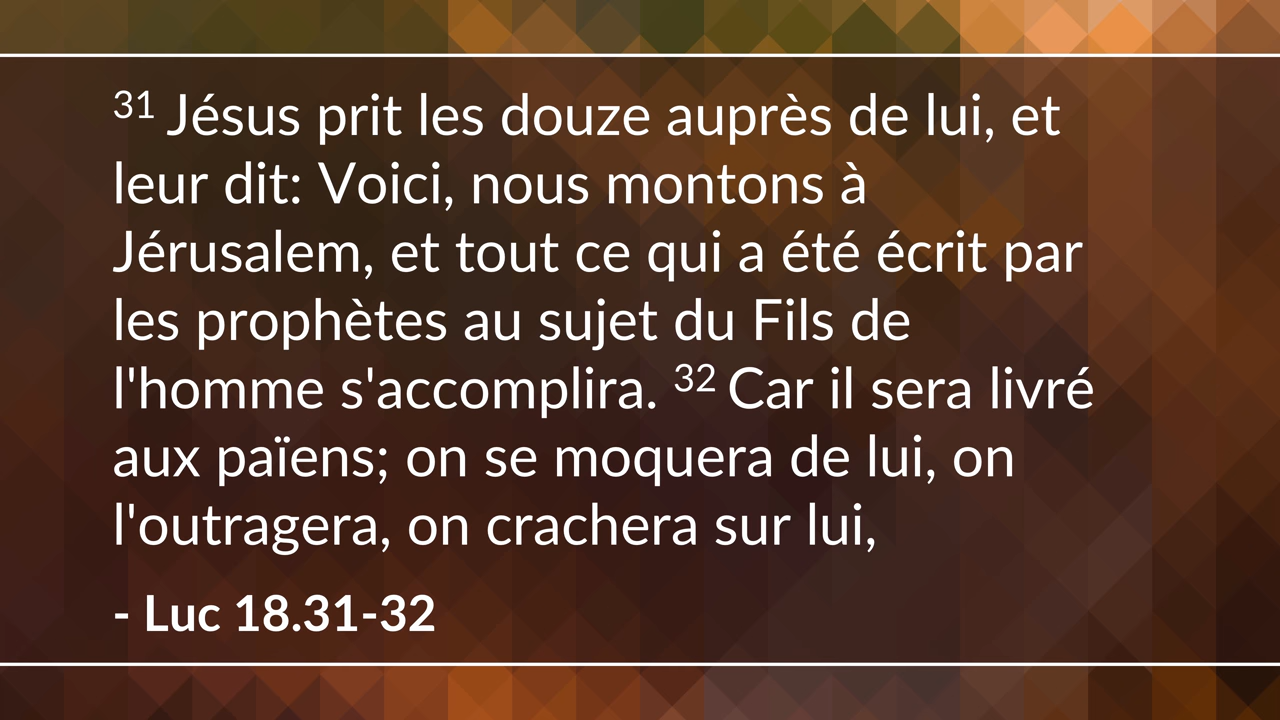 31 Jésus prit les douze auprès de lui, et
leur dit: Voici, nous montons à
Jérusalem, et tout ce qui a été écrit par
les prophètes au sujet du Fils de
l'homme s'accomplira. 32 Car il sera livré
aux païens; on se moquera de lui, on
l'outragera, on crachera sur lui,
- Luc 18.31-32